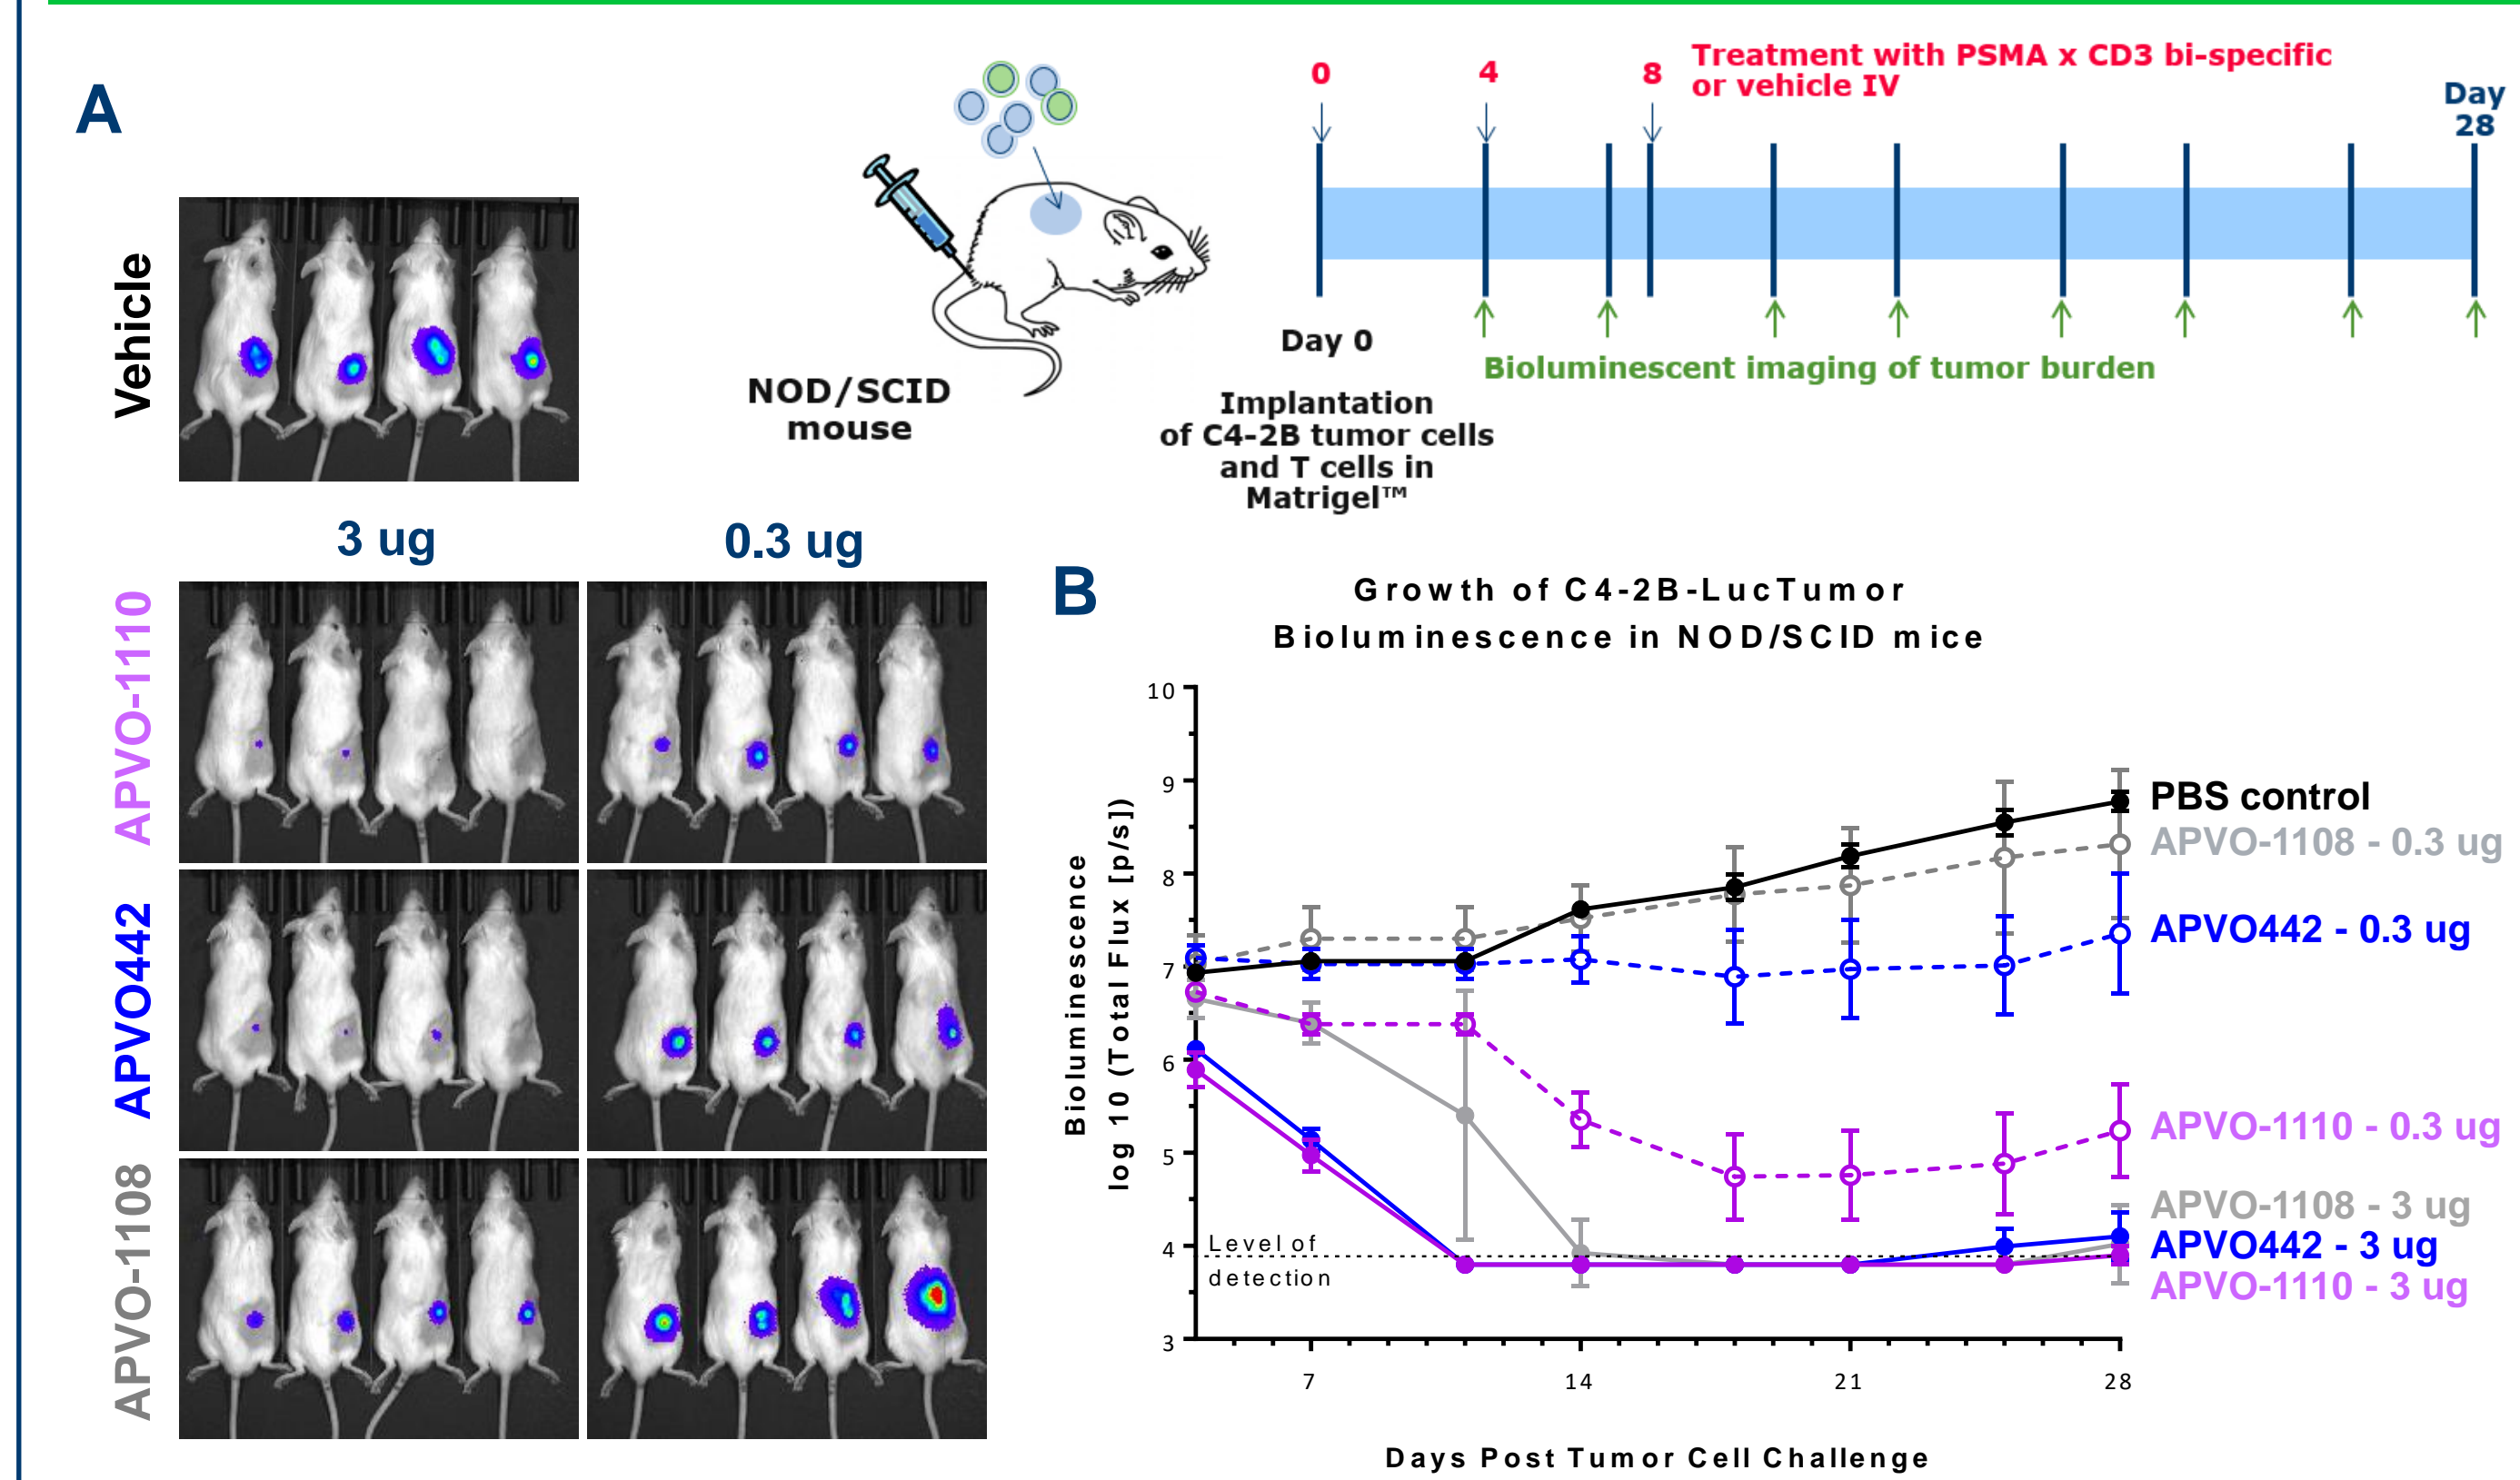 A
Vehicle
3 ug
0.3 ug
APVO-1110
APVO442
APVO-1108
0
4
8
Treatment with PSMA x CD3 bi-specific
or vehicle IV
Day
28
NOD/SCID
mouse
Day 0
Implantation
of C4-2B tumor cells
and T cells in
Matrigel™
Bioluminescent imaging of tumor burden
B
Growth of C4-2B-LucTumor
Bioluminescence in NOD/SCID mice
Bioluminescence
log 10 (Total Flux [p/s])
10
9
8
7
6
5
4
3
Level of
detection
7
14
21
28
Days Post Tumor Cell Challenge
PBS control
APVO-1108 - 0.3 ug
APVO442 - 0.3 ug
APVO-1110 - 0.3 ug
APVO-1108 - 3 ug
APVO442 - 3 ug
APVO-1110 - 3 ug